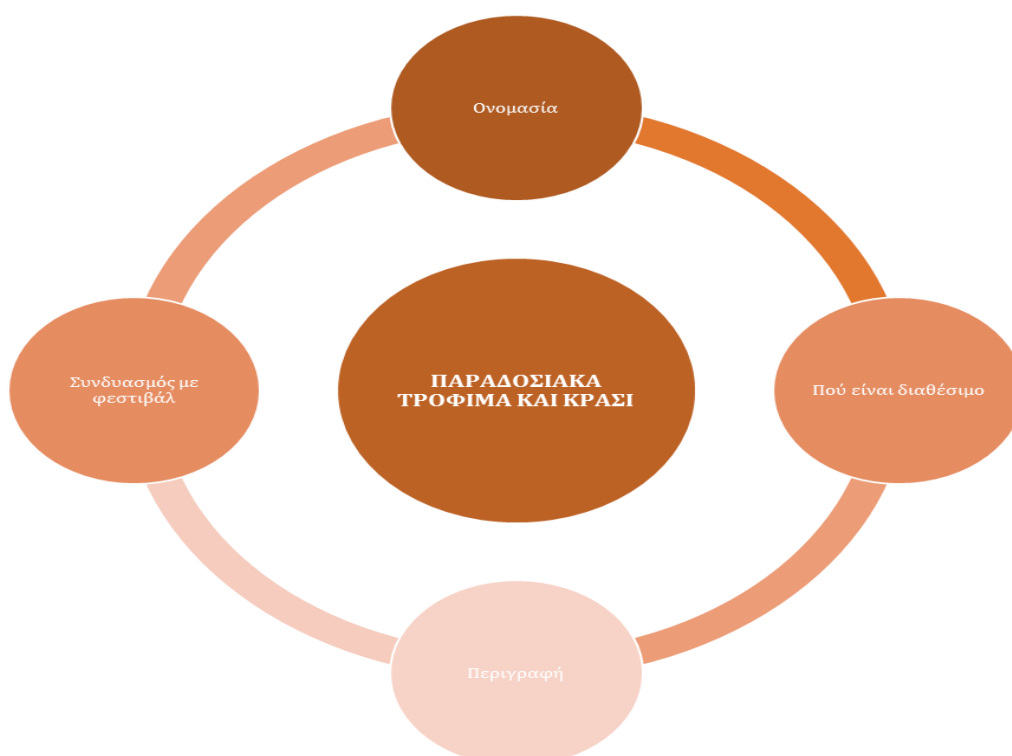 Ονομασία
Συνδυασμός με
φεστιβάλ
ΠΑΡΑΔΟΣΙΑΚΑ
ΤΡΟΦΙΜΑ ΚΑΙ ΚΡΑΣΙ
Πού είναι διαθέσιμο
Περιγραφή